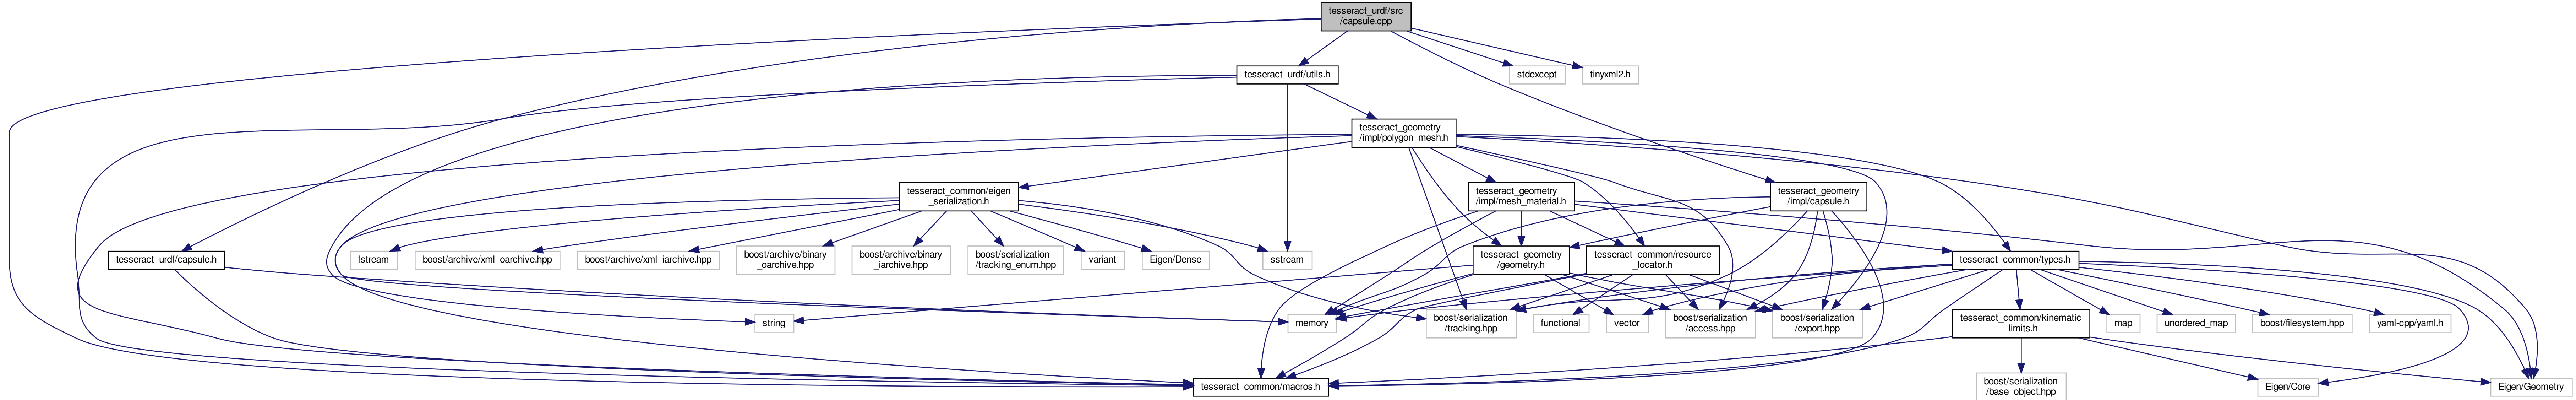 tesseract_urdf/src
/capsule.cpp
tesseract_urdf/utils.h
stdexcept
tinyxml2.h
tesseract_geometry
/impl/polygon_mesh.h
tesseract_common/eigen
_serialization.h
tesseract_geometry
/impl/mesh_material.h
tesseract_geometry
/impl/capsule.h
tesseract_urdf/capsule.h
fstream
boost/archive/xml_oarchive.hpp
boost/archive/xml_iarchive.hpp
boost/archive/binary
_oarchive.hpp
boost/archive/binary
_iarchive.hpp
boost/serialization
/tracking_enum.hpp
variant
Eigen/Dense
sstream
tesseract_geometry
/geometry.h
tesseract_common/resource
_locator.h
tesseract_common/types.h
string
memory
boost/serialization
/tracking.hpp
functional
vector
boost/serialization
/access.hpp
boost/serialization
/export.hpp
tesseract_common/kinematic
_limits.h
map
unordered_map
boost/filesystem.hpp
yaml-cpp/yaml.h
tesseract_common/macros.h
boost/serialization
/base_object.hpp
Eigen/Core
Eigen/Geometry